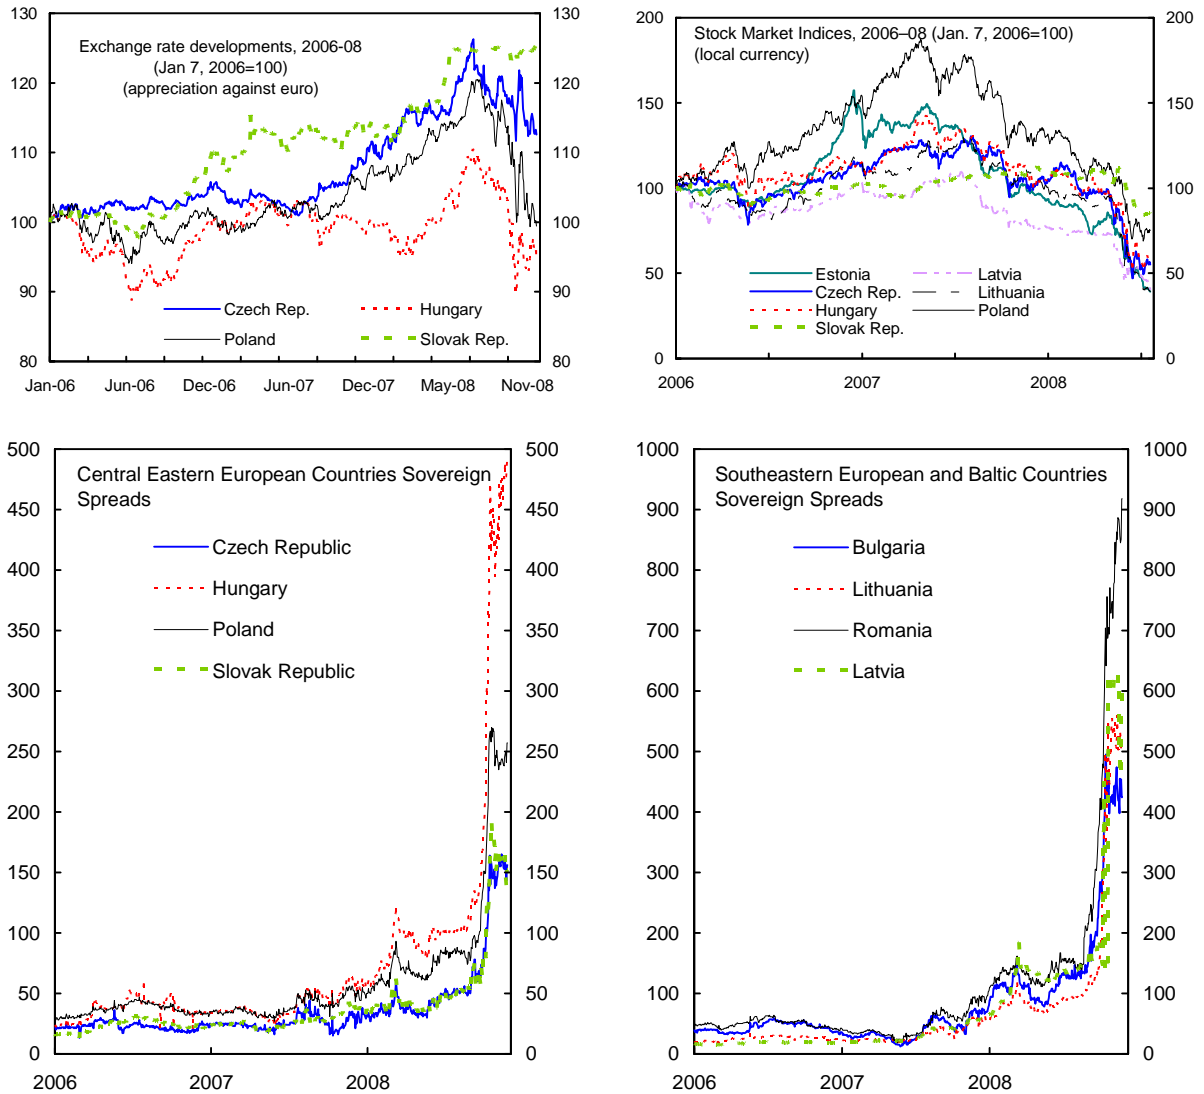 Exchange rate developments, 2006-08
(Jan 7, 2006=100)
(appreciation against euro)
130
120
110
100
90
80
130
120
110
100
90
80
Czech Rep.
Hungary
Poland
Slovak Rep.
Jan-06 Jun-06 Dec-06 Jun-07 Dec-07 May-08 Nov-08
Stock Market Indices, 2006–08 (Jan. 7, 2006=100)
(local currency)
200
150
100
50
0
200
150
100
50
0
Estonia
Latvia
Czech Rep.
Lithuania
Hungary
Poland
Slovak Rep.
2006 2007 2008
Central Eastern European Countries Sovereign
Spreads
500
450
400
350
300
250
200
150
100
50
0
500
450
400
350
300
250
200
150
100
50
0
Czech Republic
Hungary
Poland
Slovak Republic
2006 2007 2008
Southeastern European and Baltic Countries
Sovereign Spreads
1000
900
800
700
600
500
400
300
200
100
0
1000
900
800
700
600
500
400
300
200
100
0
Bulgaria
Lithuania
Romania
Latvia
2006 2007 2008